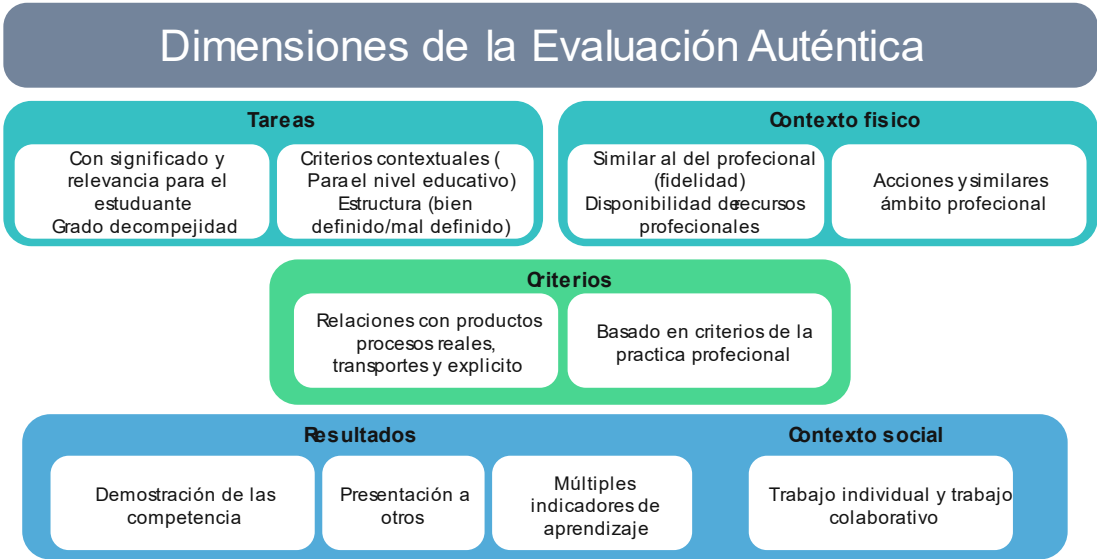 Dimensiones de la Evaluación Auténtica
Tareas
Con significado y
relevancia para el
estuduante
Grado decompejidad
Criterios contextuales (
Para el nivel educativo)
Estructura (bien
definido/mal definido)
Contexto fisico
Similar al del profecional
(fidelidad)
Disponibilidad de recursos
profecionales
Acciones y similares
ámbito profecional
Criterios
Relaciones con productos
procesos reales,
transportes y explicito
Basado en criterios de la
practica profecional
Resultados
Demostración de las
competencia
Presentación a
otros
Múltiples
indicadores de
aprendizaje
Contexto social
Trabajo individual y trabajo
colaborativo